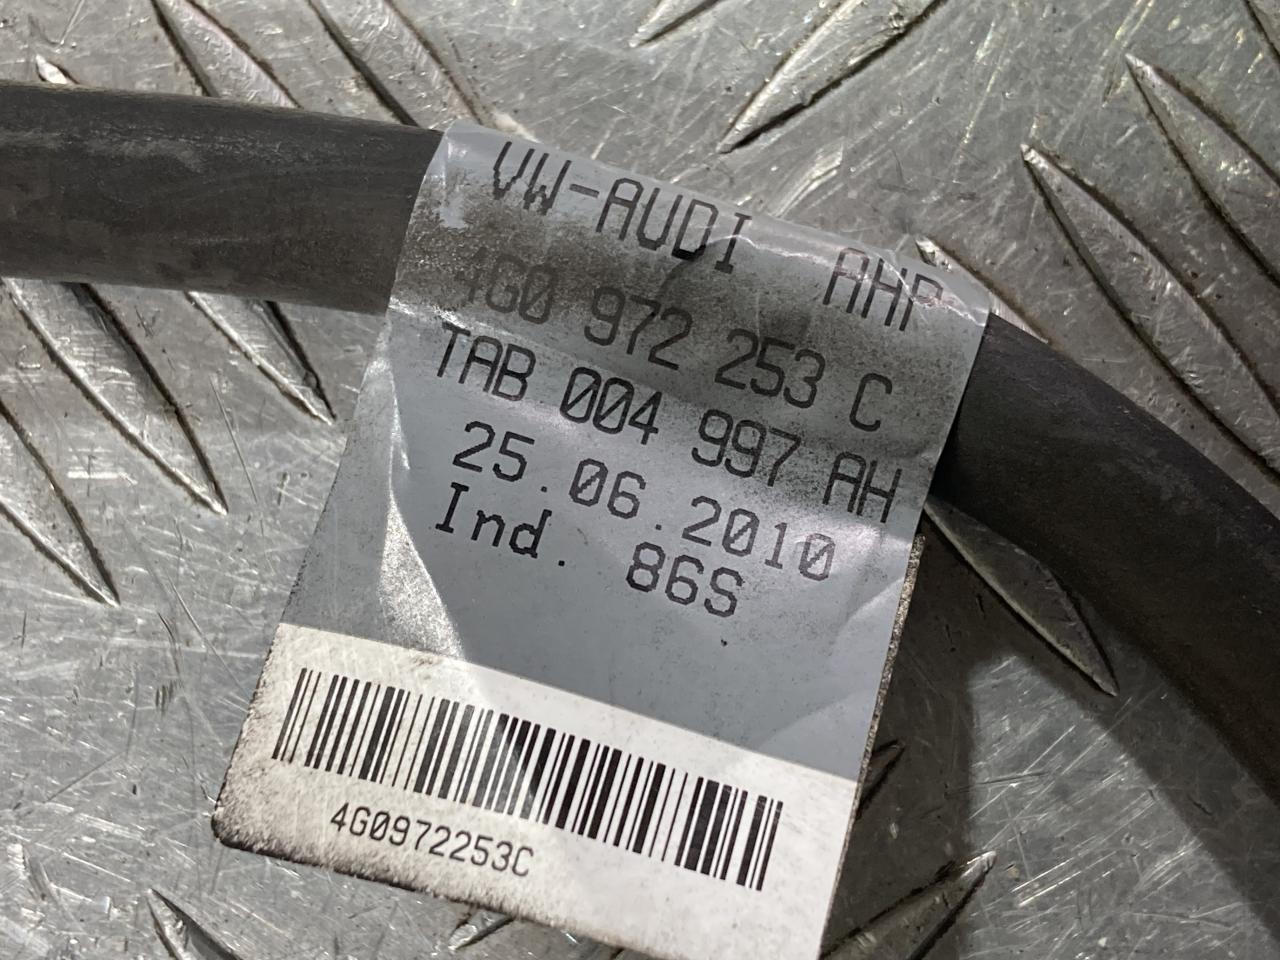 VW-AUDI AHP
4G0 972 253 C
TAB 004 997 AH
25.06.2010
Ind. 86S
4G0972253C